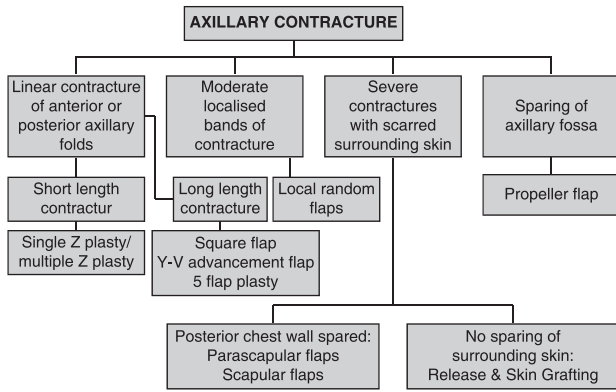 AXILLARY CONTRACTURE
Linear contracture
of anterior or
posterior axillary
folds
Moderate
localised
bands of
contracture
Severe
contractures
with scarred
surrounding skin
Sparing of
axillary fossa
Short length
contractur
Long length
contracture
Local random
flaps
Propeller flap
Single Z plasty/
multiple Z plasty
Square flap
Y-V advancement flap
5 flap plasty
Posterior chest wall spared:
Parascapular flaps
Scapular flaps
No sparing of
surrounding skin:
Release & Skin Grafting